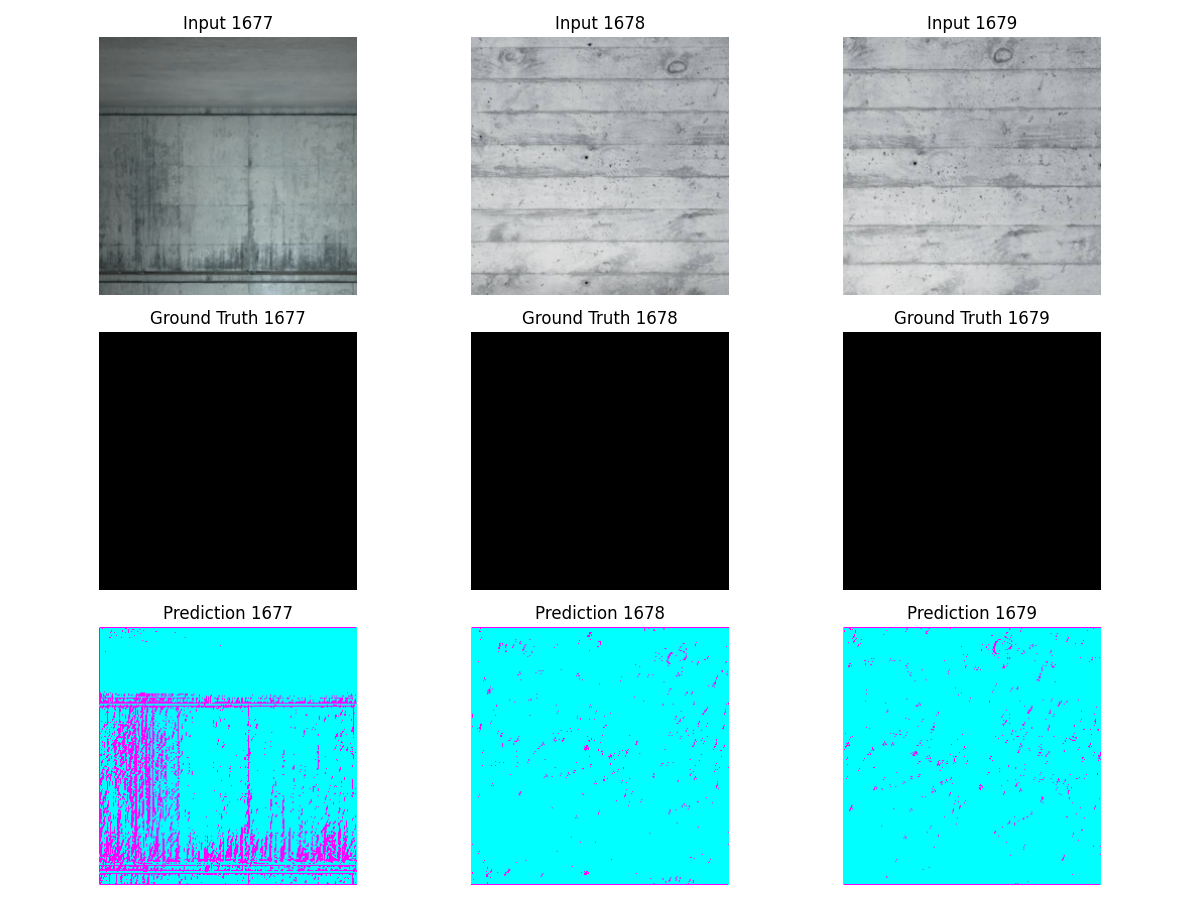 Input 1677
Input 1678
Input 1679
Ground Truth 1677
Ground Truth 1678
Ground Truth 1679
Prediction 1677
Prediction 1678
Prediction 1679